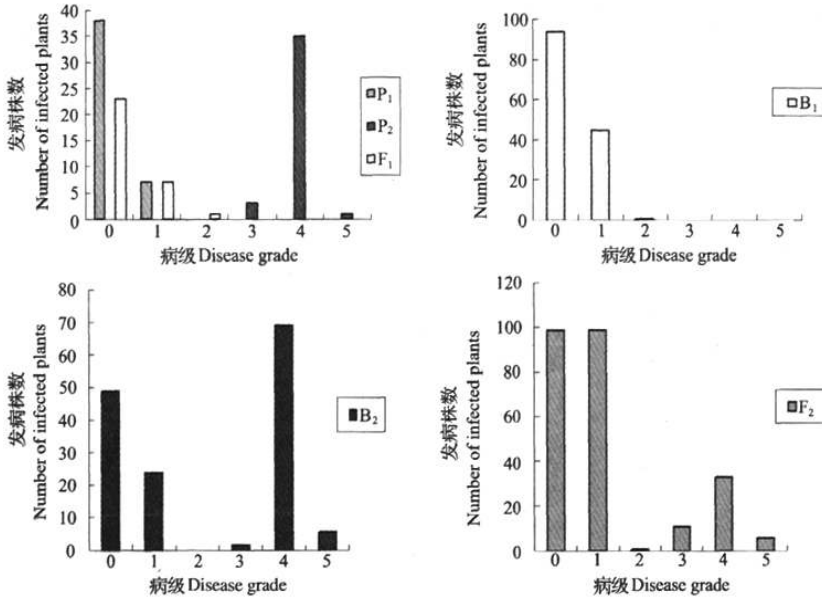 40
35
30
25
20
15
10
5
0
发病株数
Number of infected plants
0 1 2 3 4 5
病级 Disease grade
P₁
P₂
F₁
100
80
60
40
20
0
发病株数
Number of infected plants
0 1 2 3 4 5
病级 Disease grade
B₁
80
70
60
50
40
30
20
10
0
发病株数
Number of infected plants
0 1 2 3 4 5
病级 Disease grade
B₂
120
100
80
60
40
20
0
发病株数
Number of infected plants
0 1 2 3 4 5
病级 Disease grade
F₂